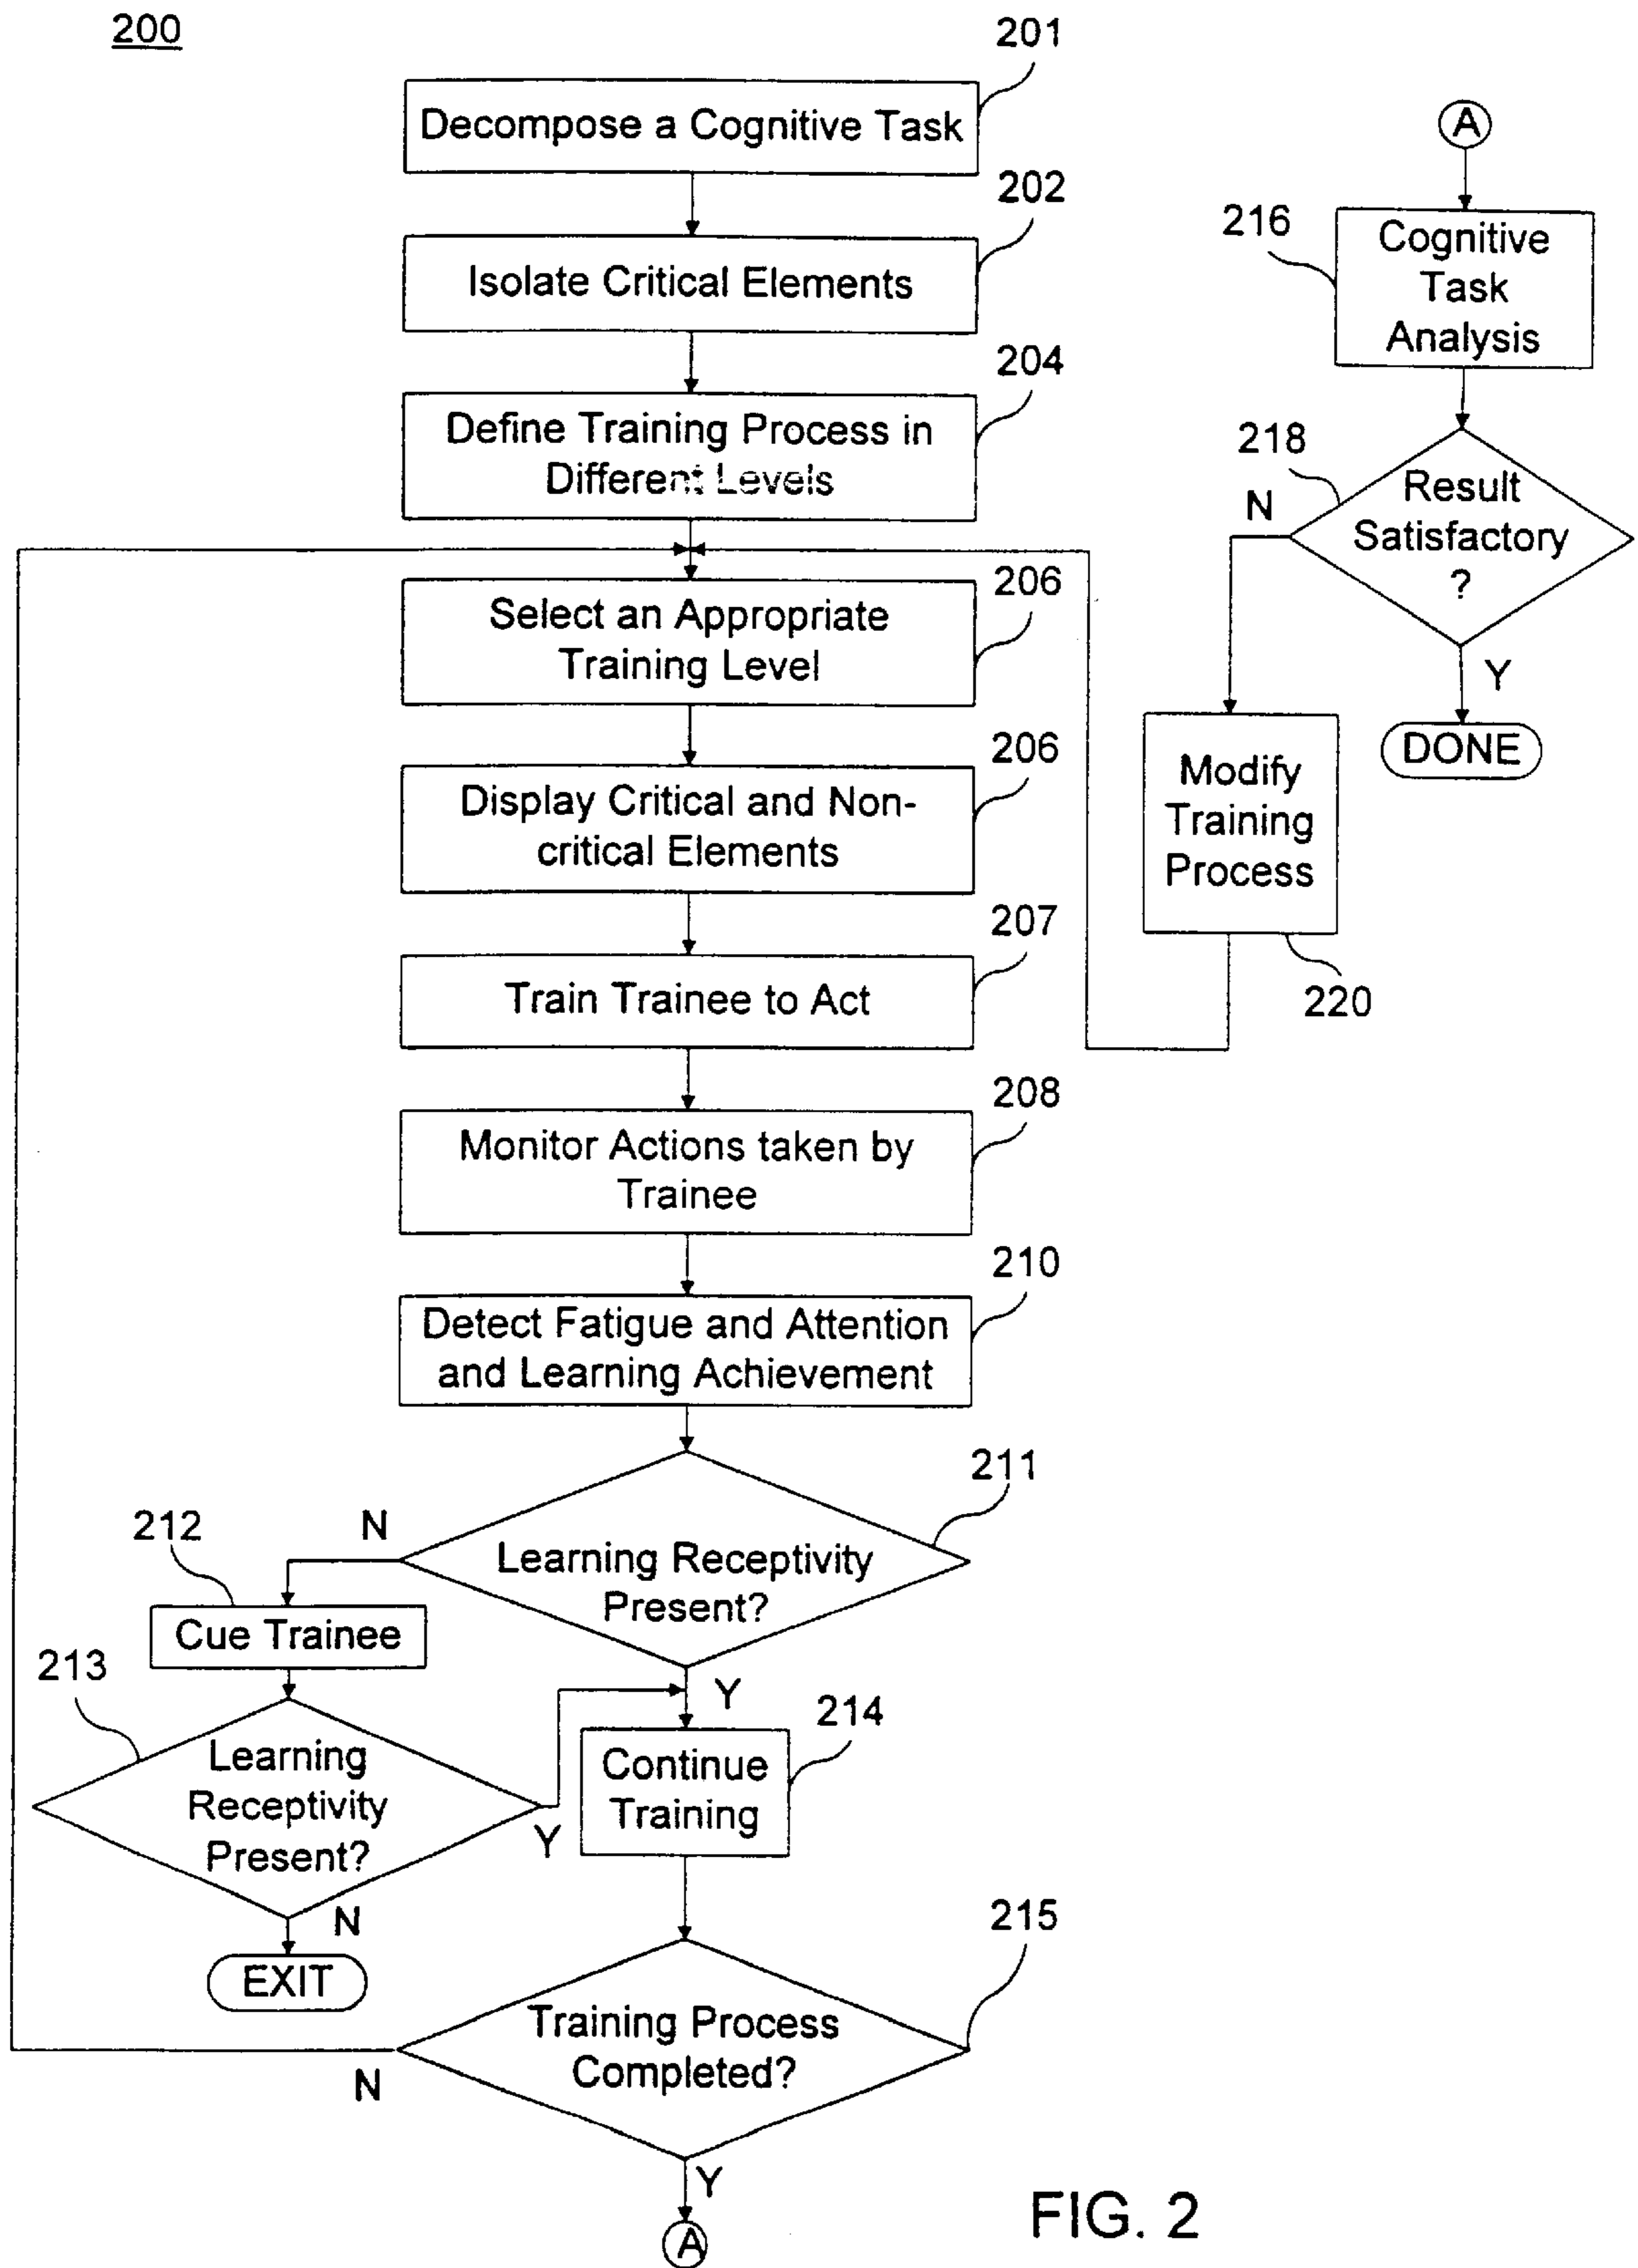 200
201
Decompose a Cognitive Task
202
Isolate Critical Elements
204
Define Training Process in
Different Levels
206
Select an Appropriate
Training Level
206
Display Critical and Non-
critical Elements
207
Train Trainee to Act
208
Monitor Actions taken by
Trainee
210
Detect Fatigue and Attention
and Learning Achievement
211
N
Learning Receptivity
Present?
Y
212
Cue Trainee
213
Learning
Receptivity
Present?
Y
N
EXIT
214
Continue
Training
215
Training Process
Completed?
N
Y
A
A
216
Cognitive
Task
Analysis
218
N
Result
Satisfactory
?
Y
DONE
Modify
Training
Process
220
FIG. 2